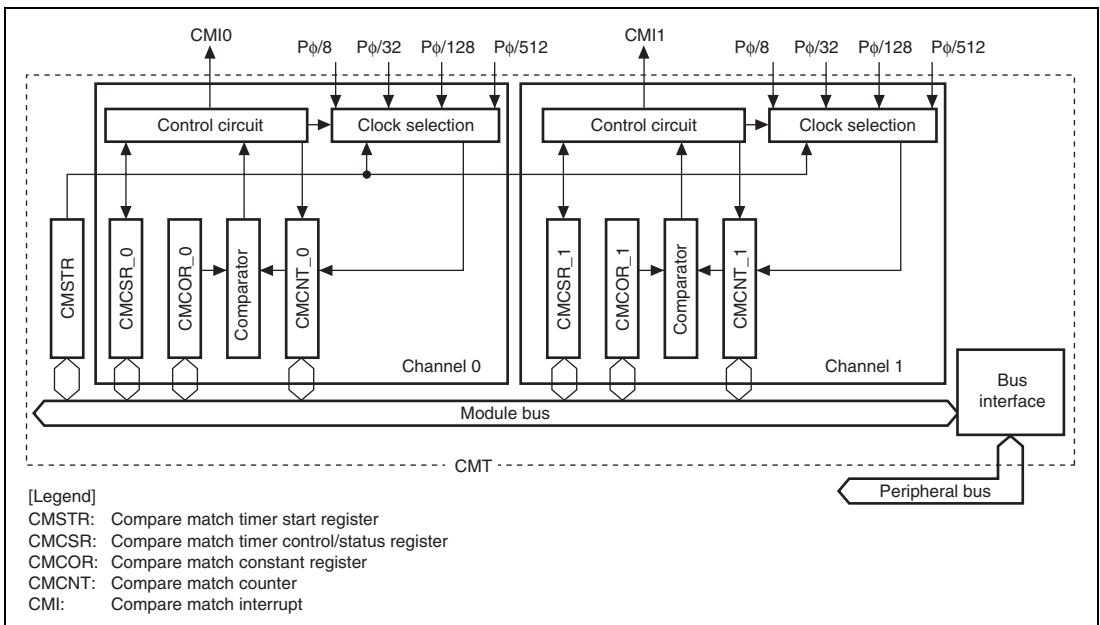 CMI0 Pϕ/8 Pϕ/32 Pϕ/128 Pϕ/512 CMI1 Pϕ/8 Pϕ/32 Pϕ/128 Pϕ/512
Control circuit Clock selection Control circuit Clock selection
CMSTR CMCSR_0 CMCOR_0 Comparator CMCNT_0 CMCSR_1 CMCOR_1 Comparator CMCNT_1
Channel 0 Channel 1
Bus
interface
Module bus
CMT
Peripheral bus
[Legend]
CMSTR: Compare match timer start register
CMCSR: Compare match timer control/status register
CMCOR: Compare match constant register
CMCNT: Compare match counter
CMI: Compare match interrupt